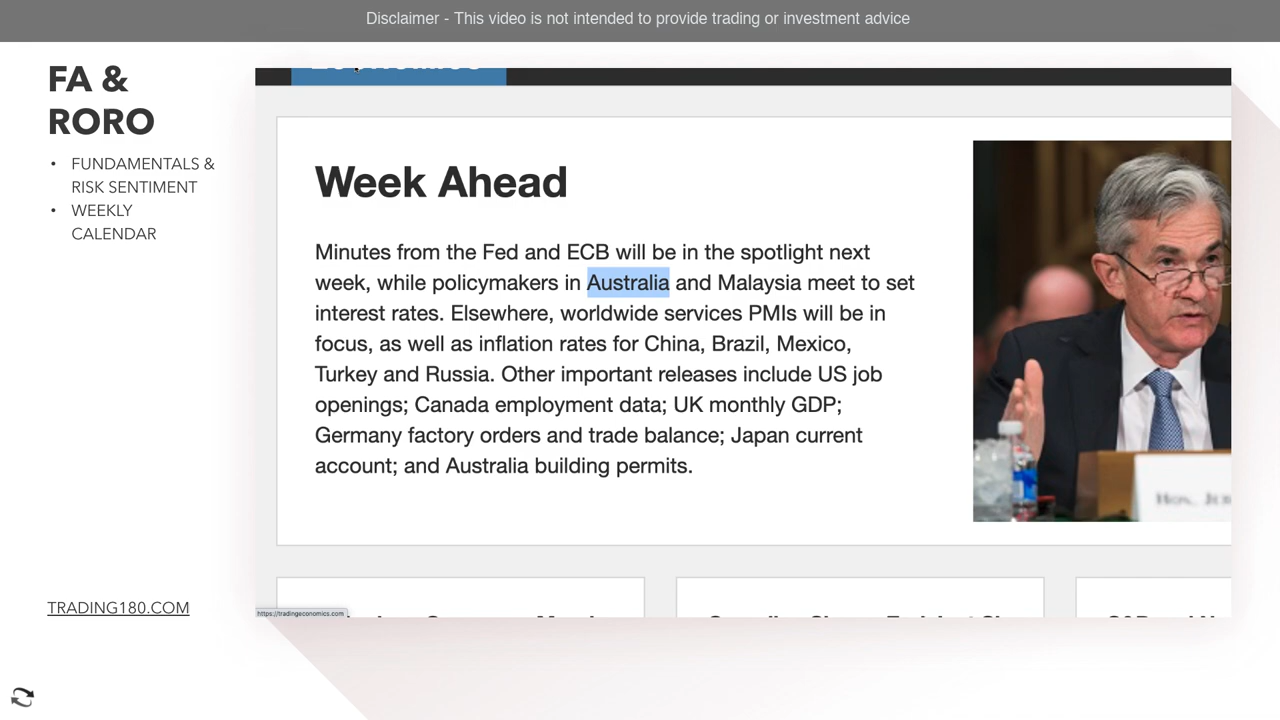 Disclaimer - This video is not intended to provide trading or investment advice
FA &
RORO
• FUNDAMENTALS &
RISK SENTIMENT
• WEEKLY
CALENDAR
TRADING180.COM
Week Ahead
Minutes from the Fed and ECB will be in the spotlight next
week, while policymakers in Australia and Malaysia meet to set
interest rates. Elsewhere, worldwide services PMIs will be in
focus, as well as inflation rates for China, Brazil, Mexico,
Turkey and Russia. Other important releases include US job
openings; Canada employment data; UK monthly GDP;
Germany factory orders and trade balance; Japan current
account; and Australia building permits.
https://tradingeconomics.com